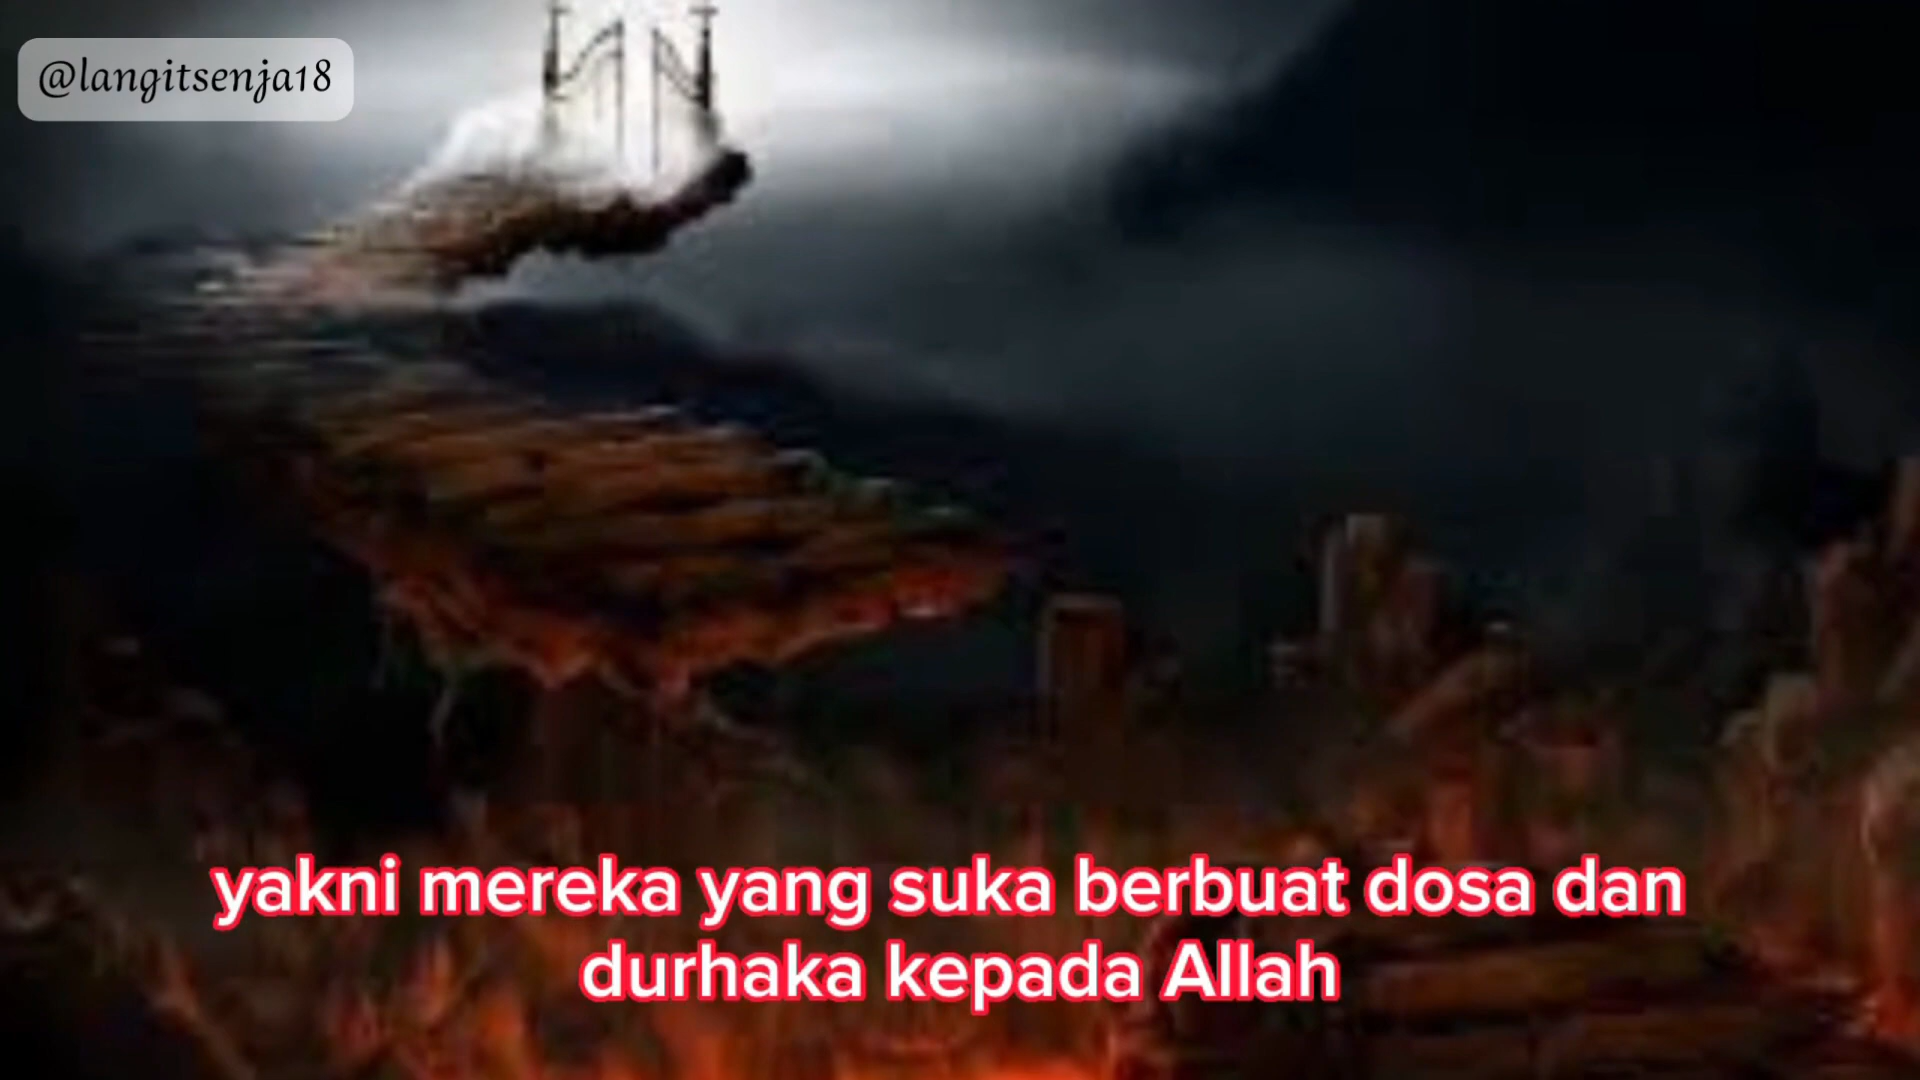 @langitsenja18
yakni mereka yang suka berbuat dosa dan
durhaka kepada Allah